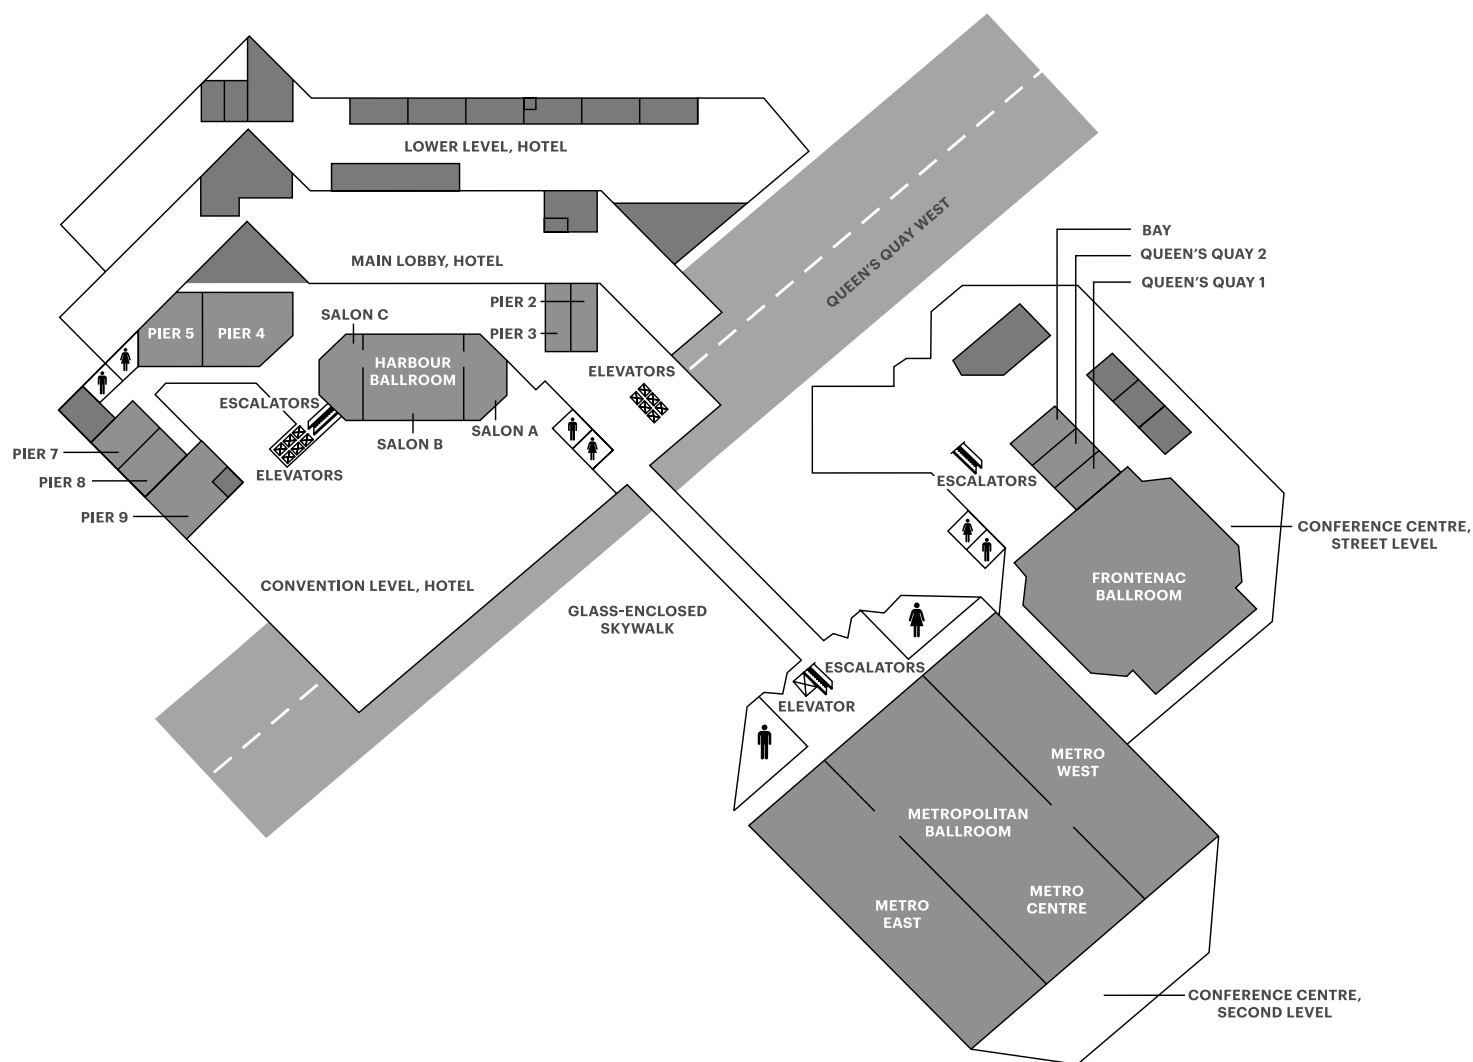 LOWER LEVEL, HOTEL
QUEEN'S QUAY WEST
BAY
QUEEN'S QUAY 2
QUEEN'S QUAY 1
MAIN LOBBY, HOTEL
PIER 2
PIER 3
SALON C
PIER 5
PIER 4
HARBOUR
BALLROOM
ELEVATORS
ESCALATORS
SALON A
SALON B
ELEVATORS
PIER 7
PIER 8
PIER 9
ESCALATORS
CONFERENCE CENTRE,
STREET LEVEL
FRONTENAC
BALLROOM
CONVENTION LEVEL, HOTEL
GLASS-ENCLOSED
SKYWALK
ESCALATORS
ELEVATOR
METRO
WEST
METROPOLITAN
BALLROOM
METRO
CENTRE
METRO
EAST
CONFERENCE CENTRE,
SECOND LEVEL